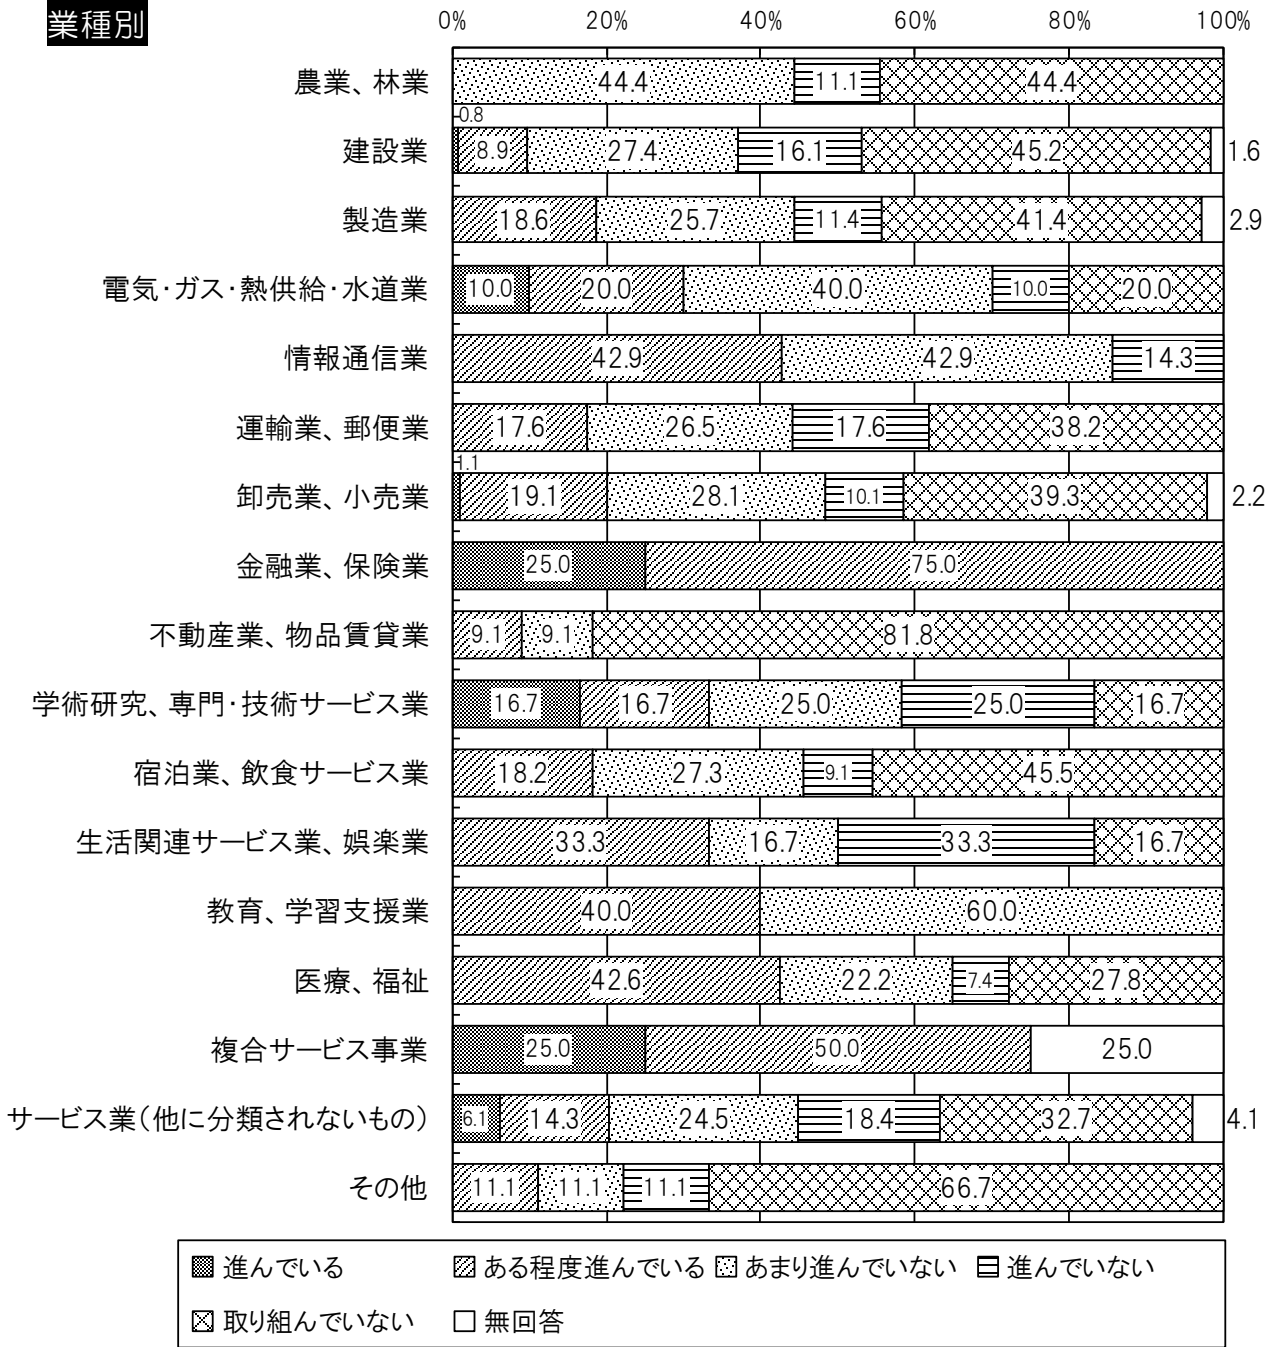 業種別
0% 20% 40% 60% 80% 100%
農業、林業 44.4 11.1 44.4
0.8
建設業 8.9 27.4 16.1 45.2 1.6
製造業 18.6 25.7 11.4 41.4 2.9
電気・ガス・熱供給・水道業 10.0 20.0 40.0 10.0 20.0
情報通信業 42.9 42.9 14.3
運輸業、郵便業 17.6 26.5 17.6 38.2
1.1
卸売業、小売業 19.1 28.1 10.1 39.3 2.2
金融業、保険業 25.0 75.0
不動産業、物品賃貸業 9.1 9.1 81.8
学術研究、専門・技術サービス業 16.7 16.7 25.0 25.0 16.7
宿泊業、飲食サービス業 18.2 27.3 9.1 45.5
生活関連サービス業、娯楽業 33.3 16.7 33.3 16.7
教育、学習支援業 40.0 60.0
医療、福祉 42.6 22.2 7.4 27.8
複合サービス事業 25.0 50.0 25.0
サービス業(他に分類されないもの) 6.1 14.3 24.5 18.4 32.7 4.1
その他 11.1 11.1 11.1 66.7
進んでいる ある程度進んでいる あまり進んでいない 進んでいない
取り組んでいない 無回答